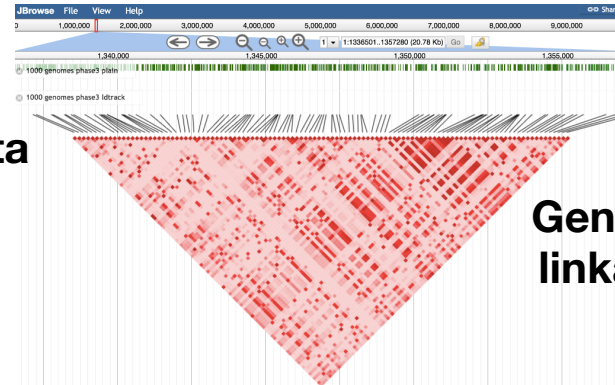 JBrowse File View Help Shar
0 1,000,000 2,000,000 3,000,000 4,000,000 5,000,000 6,000,000 7,000,000 8,000,000 9,000,000
1 1:1336501..1357280 (20.78 Kb) Go
1,340,000 1,345,000 1,350,000 1,355,000
1000 genomes phase3 plain
1000 genomes phase3 ldtrack
ta
Gen
linka